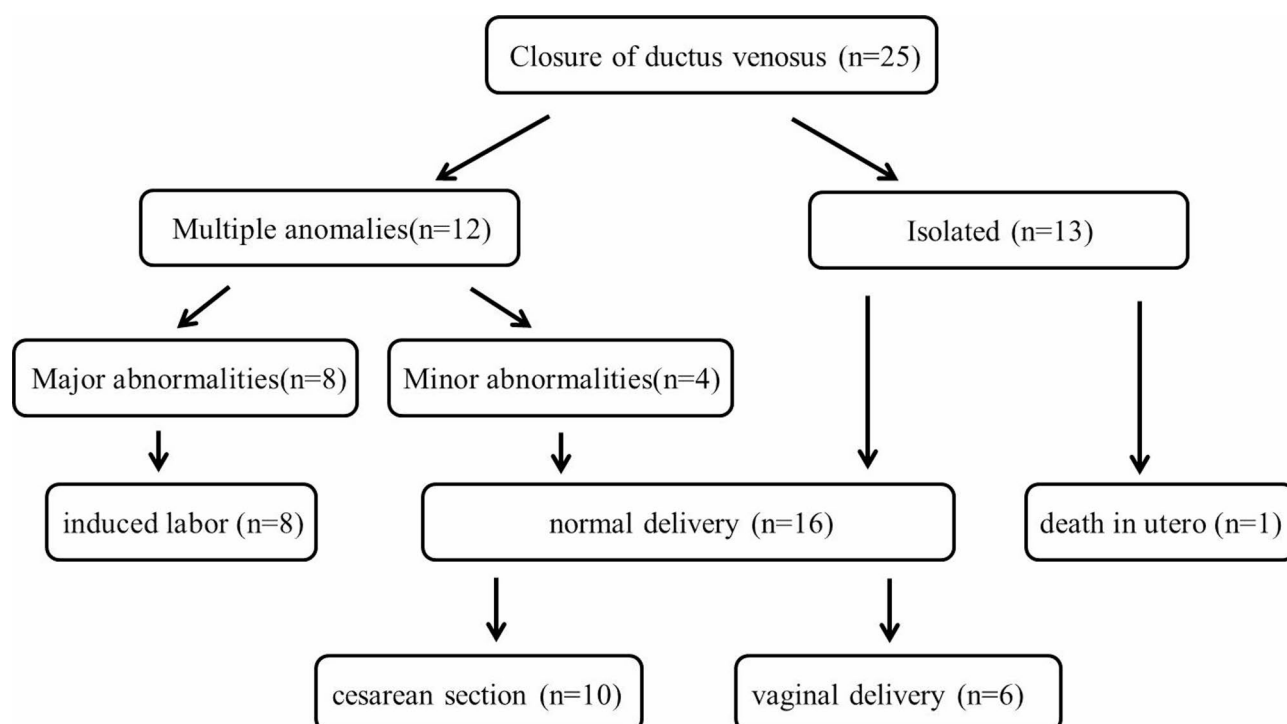 Closure of ductus venosus (n=25)
Multiple anomalies(n=12)
Isolated (n=13)
Major abnormalities(n=8)
Minor abnormalities(n=4)
induced labor (n=8)
normal delivery (n=16)
death in utero (n=1)
cesarean section (n=10)
vaginal delivery (n=6)